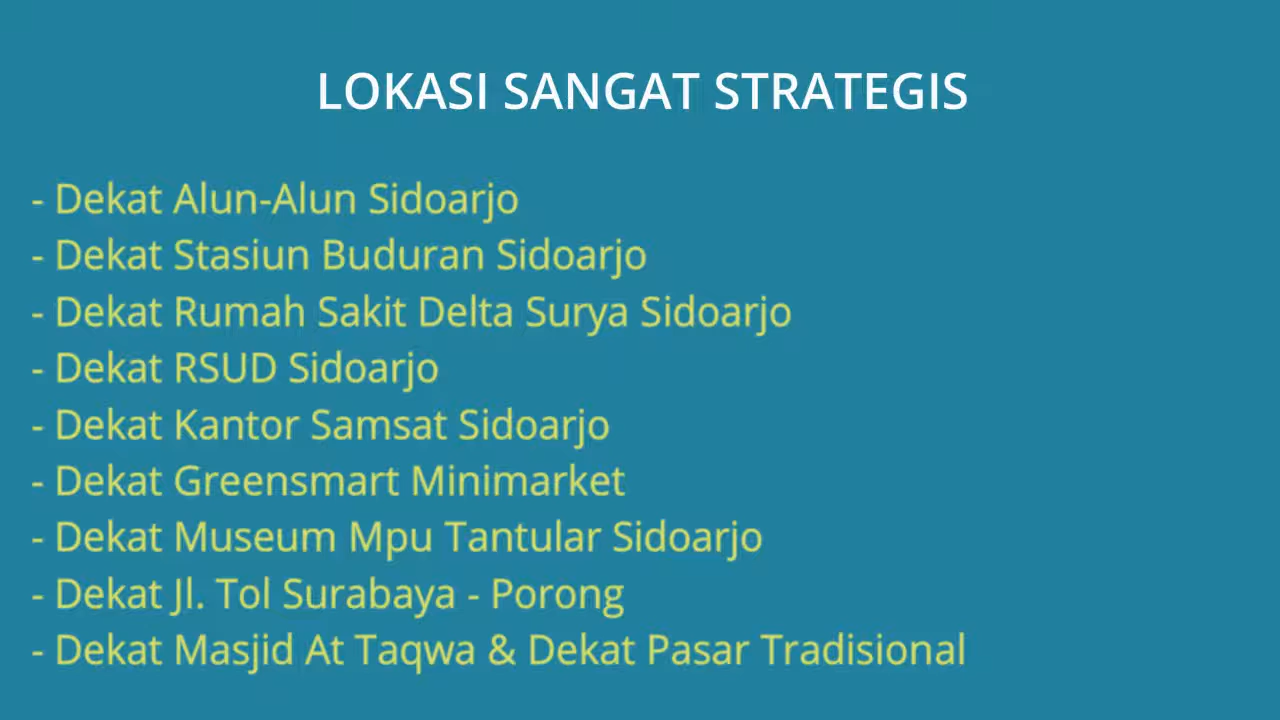 LOKASI SANGAT STRATEGIS
- Dekat Alun-Alun Sidoarjo
- Dekat Stasiun Buduran Sidoarjo
- Dekat Rumah Sakit Delta Surya Sidoarjo
- Dekat RSUD Sidoarjo
- Dekat Kantor Samsat Sidoarjo
- Dekat Greensmart Minimarket
- Dekat Museum Mpu Tantular Sidoarjo
- Dekat Jl. Tol Surabaya - Porong
- Dekat Masjid At Taqwa & Dekat Pasar Tradisional